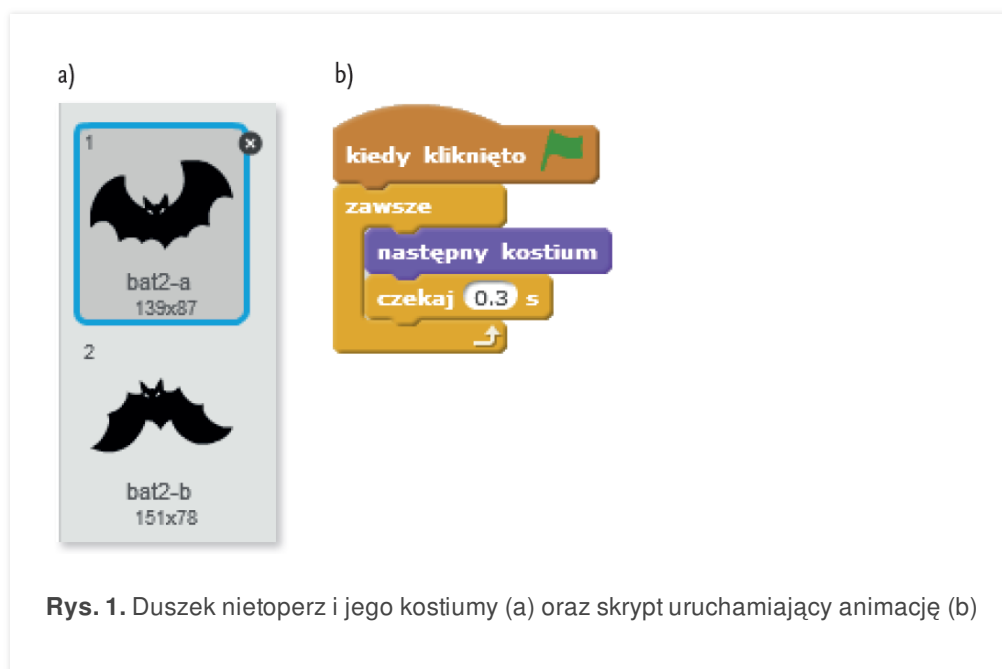 a)
1
bat2-a
139x87
2
bat2-b
151x78
b)
kiedy kliknięto
zawsze
następny kostium
czekaj 0.3 s
Rys. 1. Duszek nietoperz i jego kostiumy (a) oraz skrypt uruchamiający animację (b)